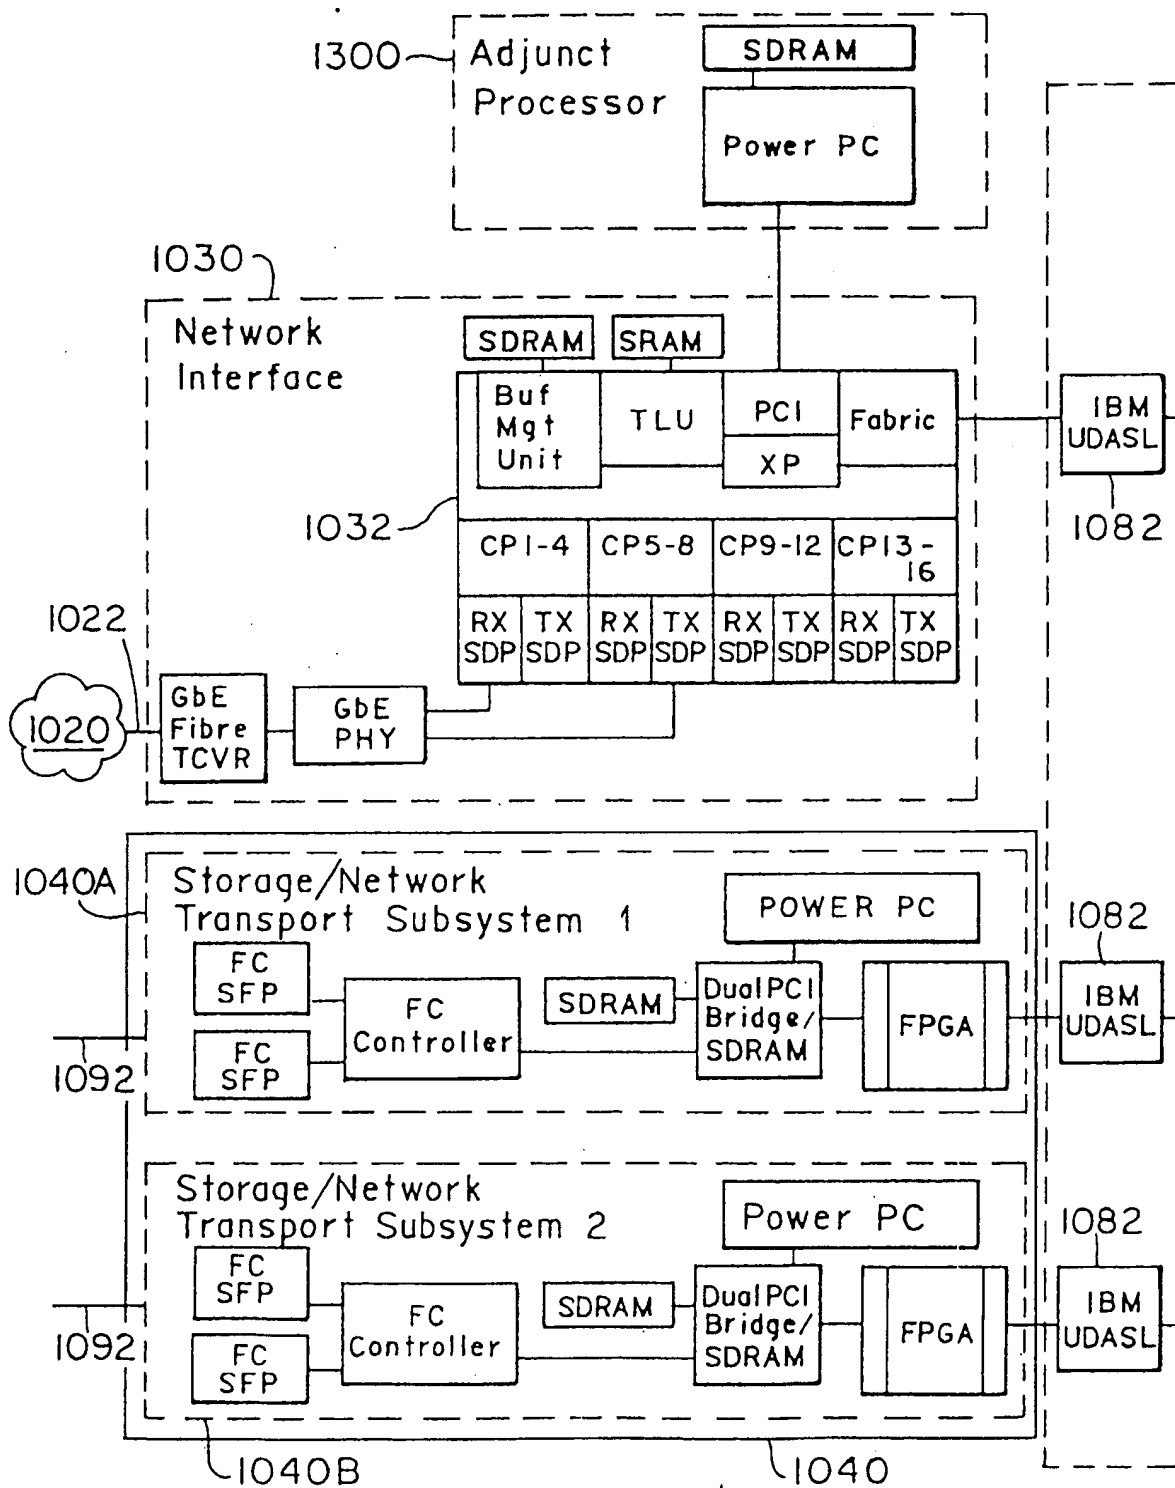 1300
Adjunct
Processor
SDRAM
Power PC
1030
Network
Interface
SDRAM
SRAM
Buf
Mgt
Unit
TLU
PCI
XP
Fabric
IBM
UDASL
1082
1032
CP1-4
CP5-8
CP9-12
CP13-
16
RX
SDP
TX
SDP
RX
SDP
TX
SDP
RX
SDP
TX
SDP
RX
SDP
TX
SDP
1022
1020
GbE
Fibre
TCVR
GbE
PHY
1040A
Storage/Network
Transport Subsystem 1
POWER PC
1082
FC
SFP
FC
SFP
FC
Controller
SDRAM
Dual PCI
Bridge/
SDRAM
FPGA
IBM
UDASL
1092
Storage/Network
Transport Subsystem 2
Power PC
1082
FC
SFP
FC
SFP
FC
Controller
SDRAM
Dual PCI
Bridge/
SDRAM
FPGA
IBM
UDASL
1092
1040B
1040